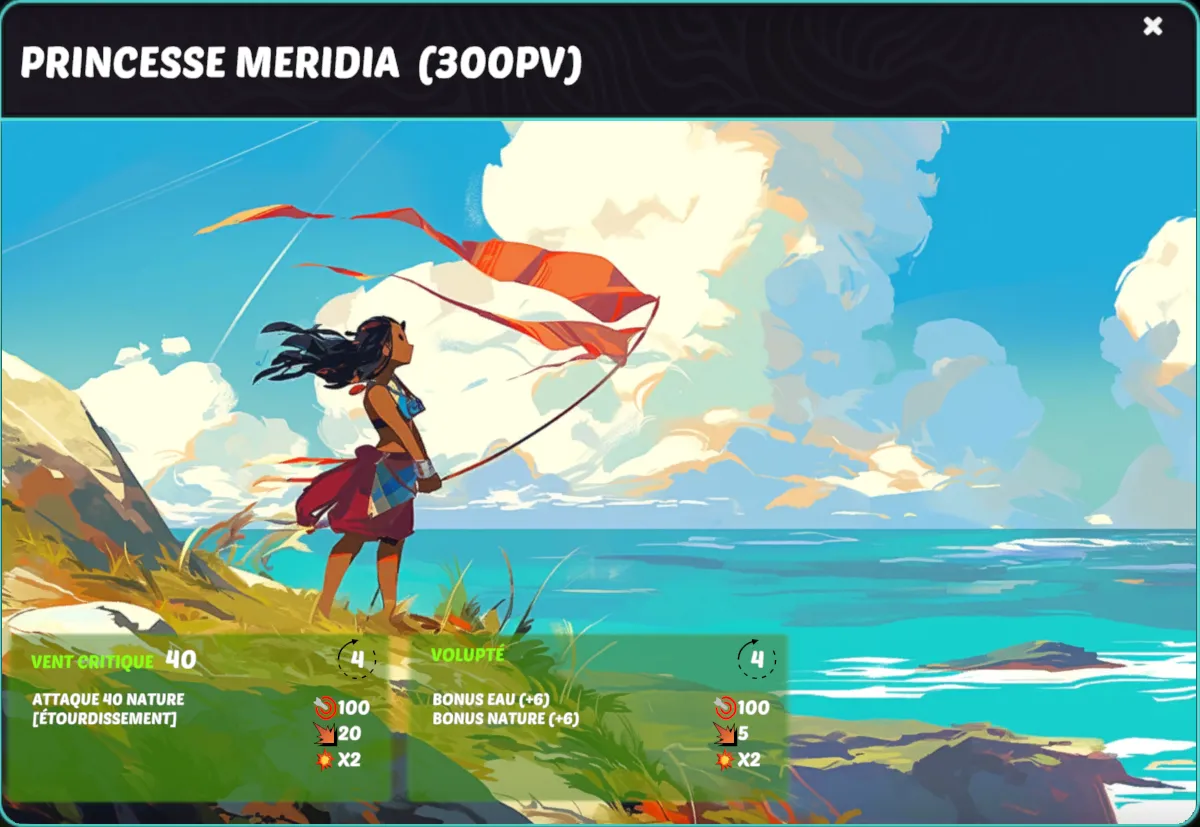 PRINCESSE MERIDIA (300PV)
VENT CRITIQUE 40
4
ATTAQUE 40 NATURE
[ÉTOURDISSEMENT]
100
20
X2
VOLUPTÉ
4
BONUS EAU (+6)
BONUS NATURE (+6)
100
5
X2